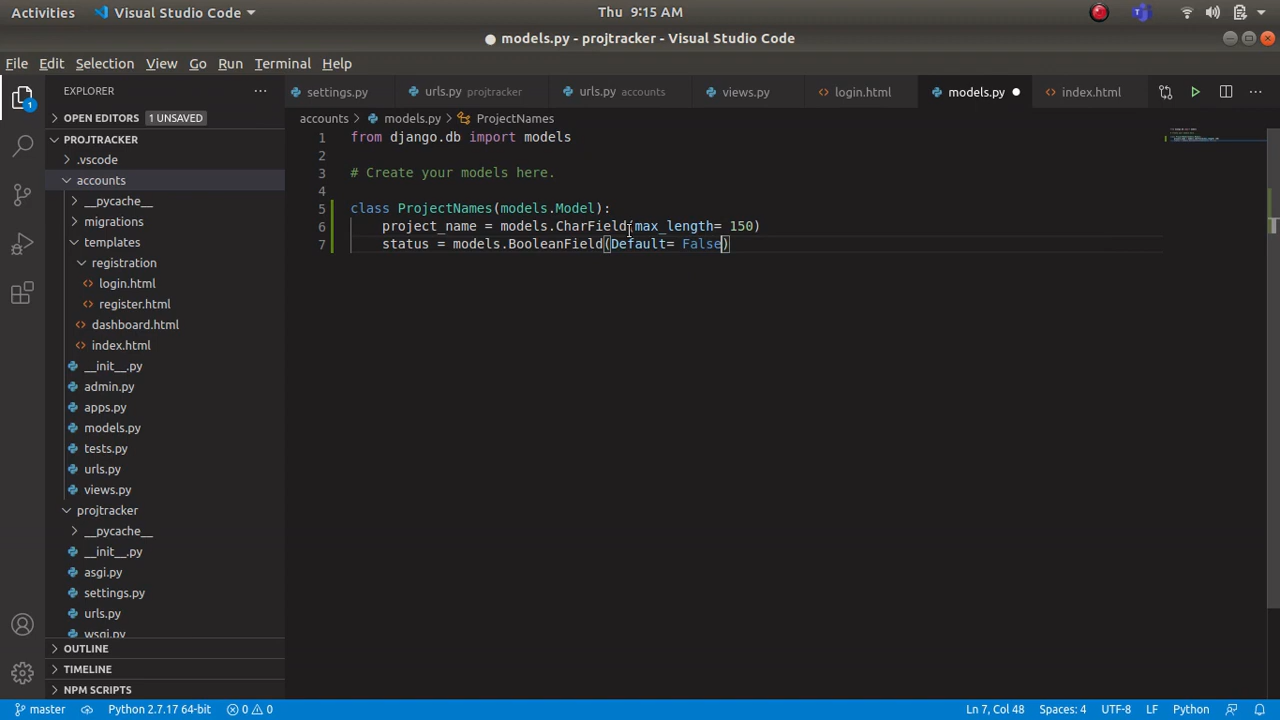 Activities Visual Studio Code Thu 9:15 AM
● models.py - projtracker - Visual Studio Code
File Edit Selection View Go Run Terminal Help
EXPLORER ··· settings.py urls.py projtracker urls.py accounts views.py login.html models.py index.html ···
1
OPEN EDITORS 1 UNSAVED
accounts > models.py > ProjectNames
PROJTRACKER
.vscode
accounts
__pycache__
migrations
templates
registration
login.html
register.html
dashboard.html
index.html
__init__.py
admin.py
apps.py
models.py
tests.py
urls.py
views.py
projtracker
__pycache__
__init__.py
asgi.py
settings.py
urls.py
wsgi.py
OUTLINE
TIMELINE
NPM SCRIPTS
1 from django.db import models
2
3 # Create your models here.
4
5 class ProjectNames(models.Model):
6 project_name = models.CharField(max_length= 150)
7 status = models.BooleanField(Default= False)
master Python 2.7.17 64-bit 0 0 Ln 7, Col 48 Spaces: 4 UTF-8 LF Python